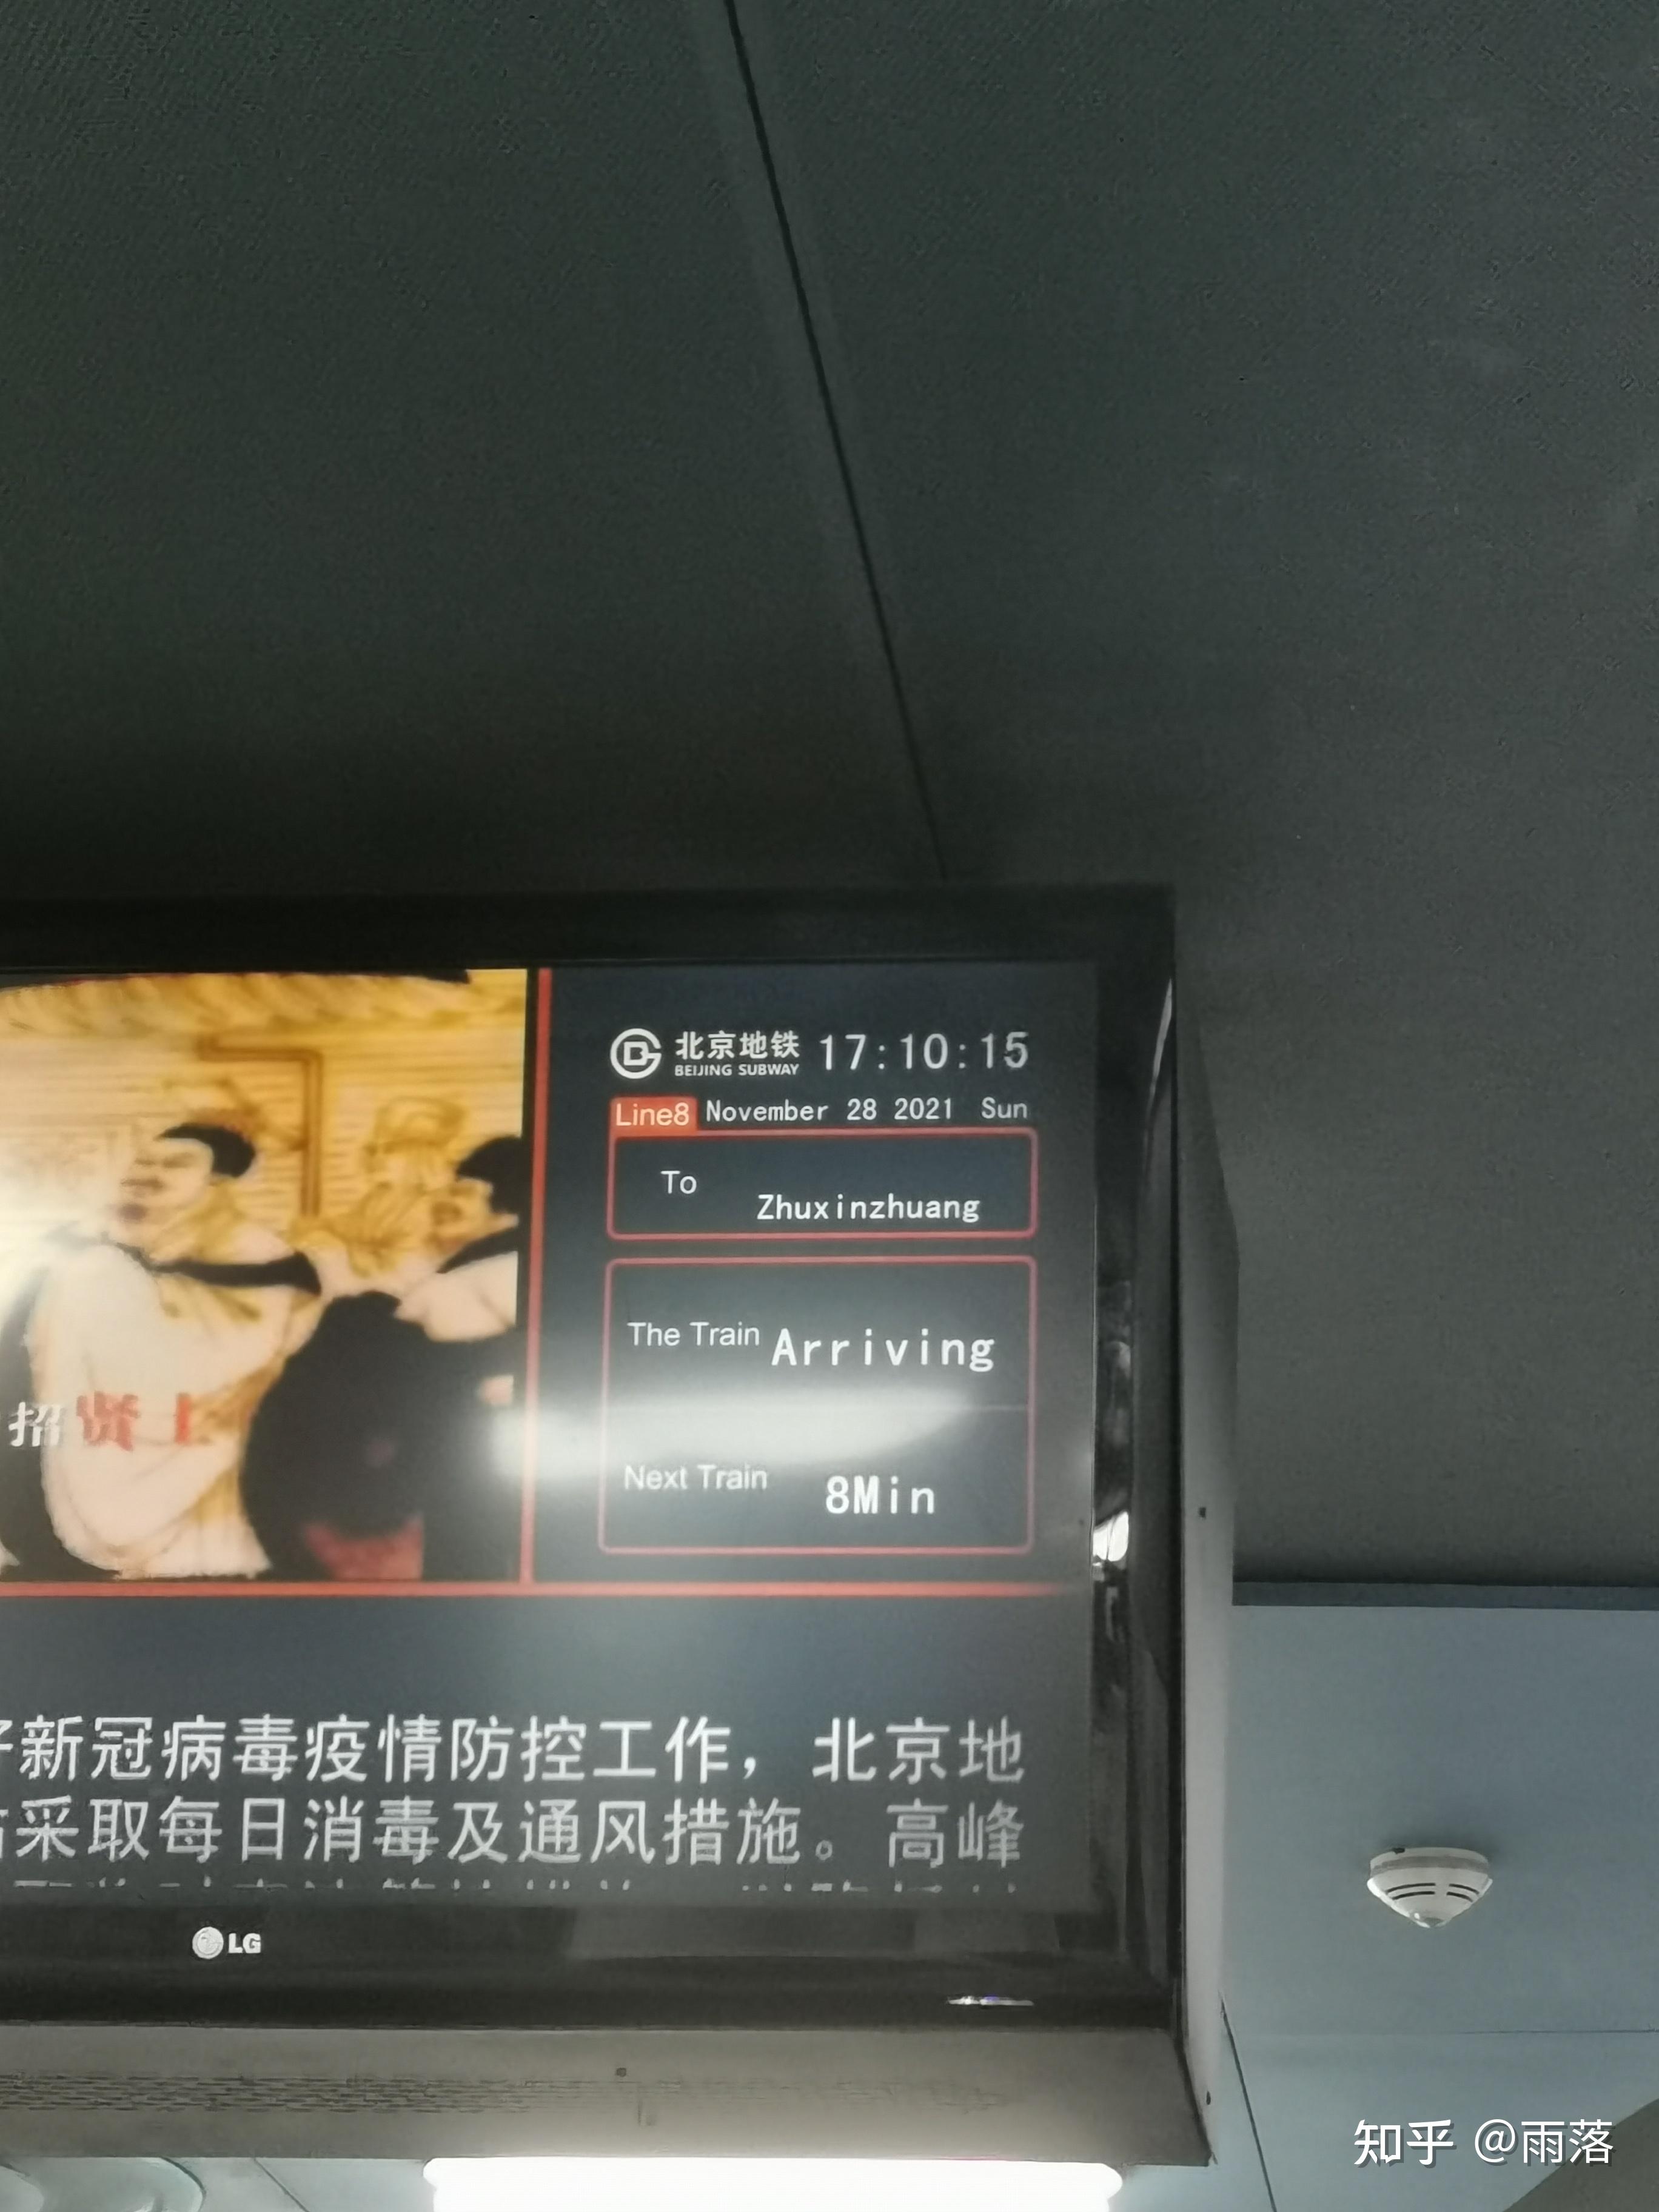 北京地铁 17:10:15
BEIJING SUBWAY
Line8 November 28 2021 Sun
To
Zhuxinzhuang
The Train Arriving
招贤士
Next Train 8Min
新冠病毒疫情防控工作，北京地
采取每日消毒及通风措施。高峰
LG
知乎 @雨落